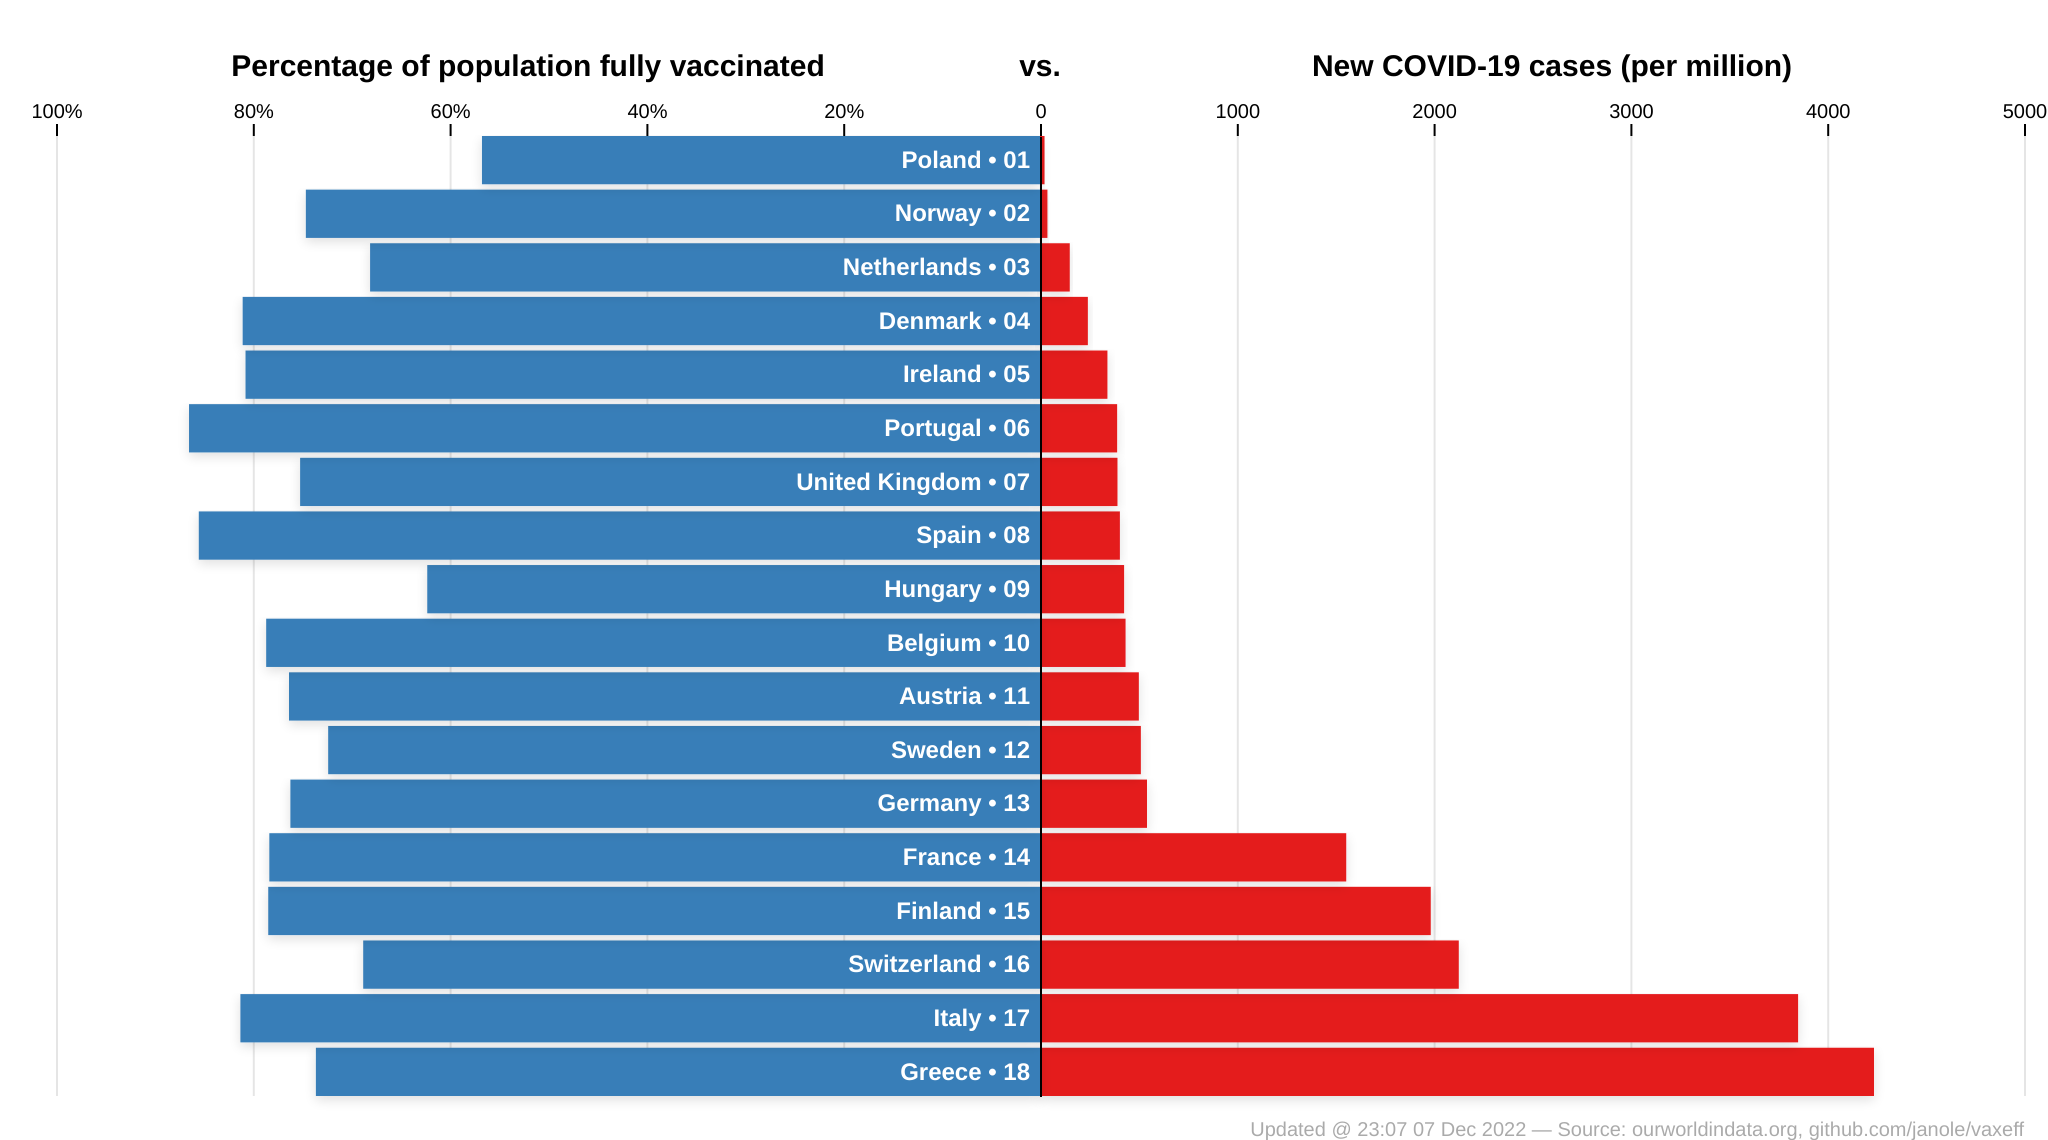 Percentage of population fully vaccinated vs. New COVID-19 cases (per million)
100% 80% 60% 40% 20% 0 1000 2000 3000 4000 5000
Poland • 01
Norway • 02
Netherlands • 03
Denmark • 04
Ireland • 05
Portugal • 06
United Kingdom • 07
Spain • 08
Hungary • 09
Belgium • 10
Austria • 11
Sweden • 12
Germany • 13
France • 14
Finland • 15
Switzerland • 16
Italy • 17
Greece • 18
Updated @ 23:07 07 Dec 2022 — Source: ourworldindata.org, github.com/janole/vaxeff